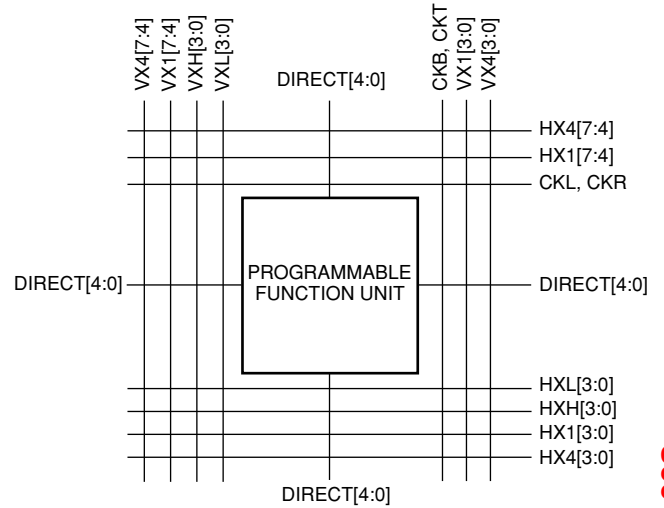 VX4[7:4]
VX1[7:4]
VXH[3:0]
VXL[3:0]
DIRECT[4:0]
CKB, CKT
VX1[3:0]
VX4[3:0]
HX4[7:4]
HX1[7:4]
CKL, CKR
DIRECT[4:0]
PROGRAMMABLE
FUNCTION UNIT
DIRECT[4:0]
HXL[3:0]
HXH[3:0]
HX1[3:0]
HX4[3:0]
DIRECT[4:0]